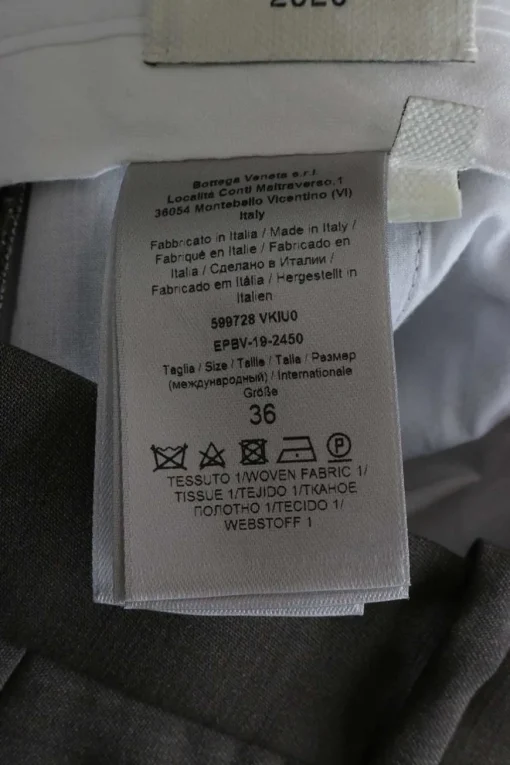 2020
Bottega Veneta s.r.l.
Località Conti Maltraverso,1
36054 Montebello Vicentino (VI)
Italy
Fabbricato in Italia / Made in Italy /
Fabriqué en Italie / Fabricado en
Italia / Сделано в Италии /
Fabricado em Itália / Hergestellt in
Italien
599728 VKIU0
EPBV-19-2450
Taglia / Size / Taille / Talla / Размер
(международный) / Internationale
Größe
36
P
TESSUTO 1/WOVEN FABRIC 1/
TISSUE 1/TEJIDO 1/ТКАНОЕ
ПОЛОТНО 1/TECIDO 1/
WEBSTOFF 1